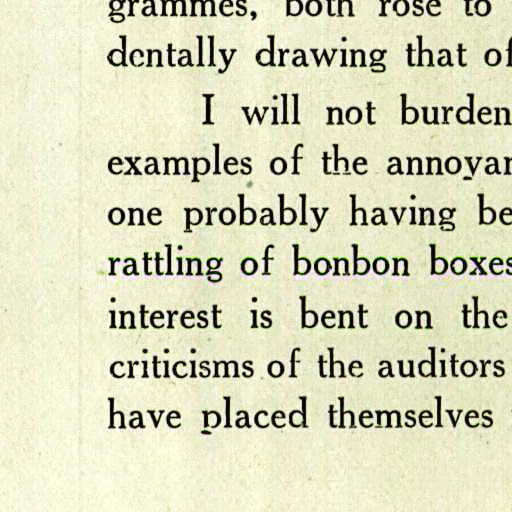 grammes, both rose to
dentally drawing that of
I will not burden
examples of the annoyan
one probably having be
rattling of bonbon boxes
interest is bent on the
criticisms of the auditors
have placed themselves